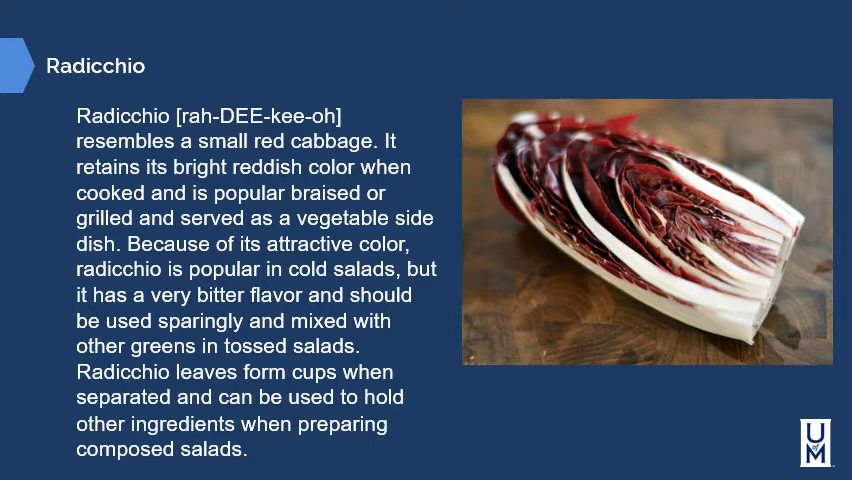 Radicchio
Radicchio [rah-DEE-kee-oh]
resembles a small red cabbage. It
retains its bright reddish color when
cooked and is popular braised or
grilled and served as a vegetable side
dish. Because of its attractive color,
radicchio is popular in cold salads, but
it has a very bitter flavor and should
be used sparingly and mixed with
other greens in tossed salads.
Radicchio leaves form cups when
separated and can be used to hold
other ingredients when preparing
composed salads.
U
of
M